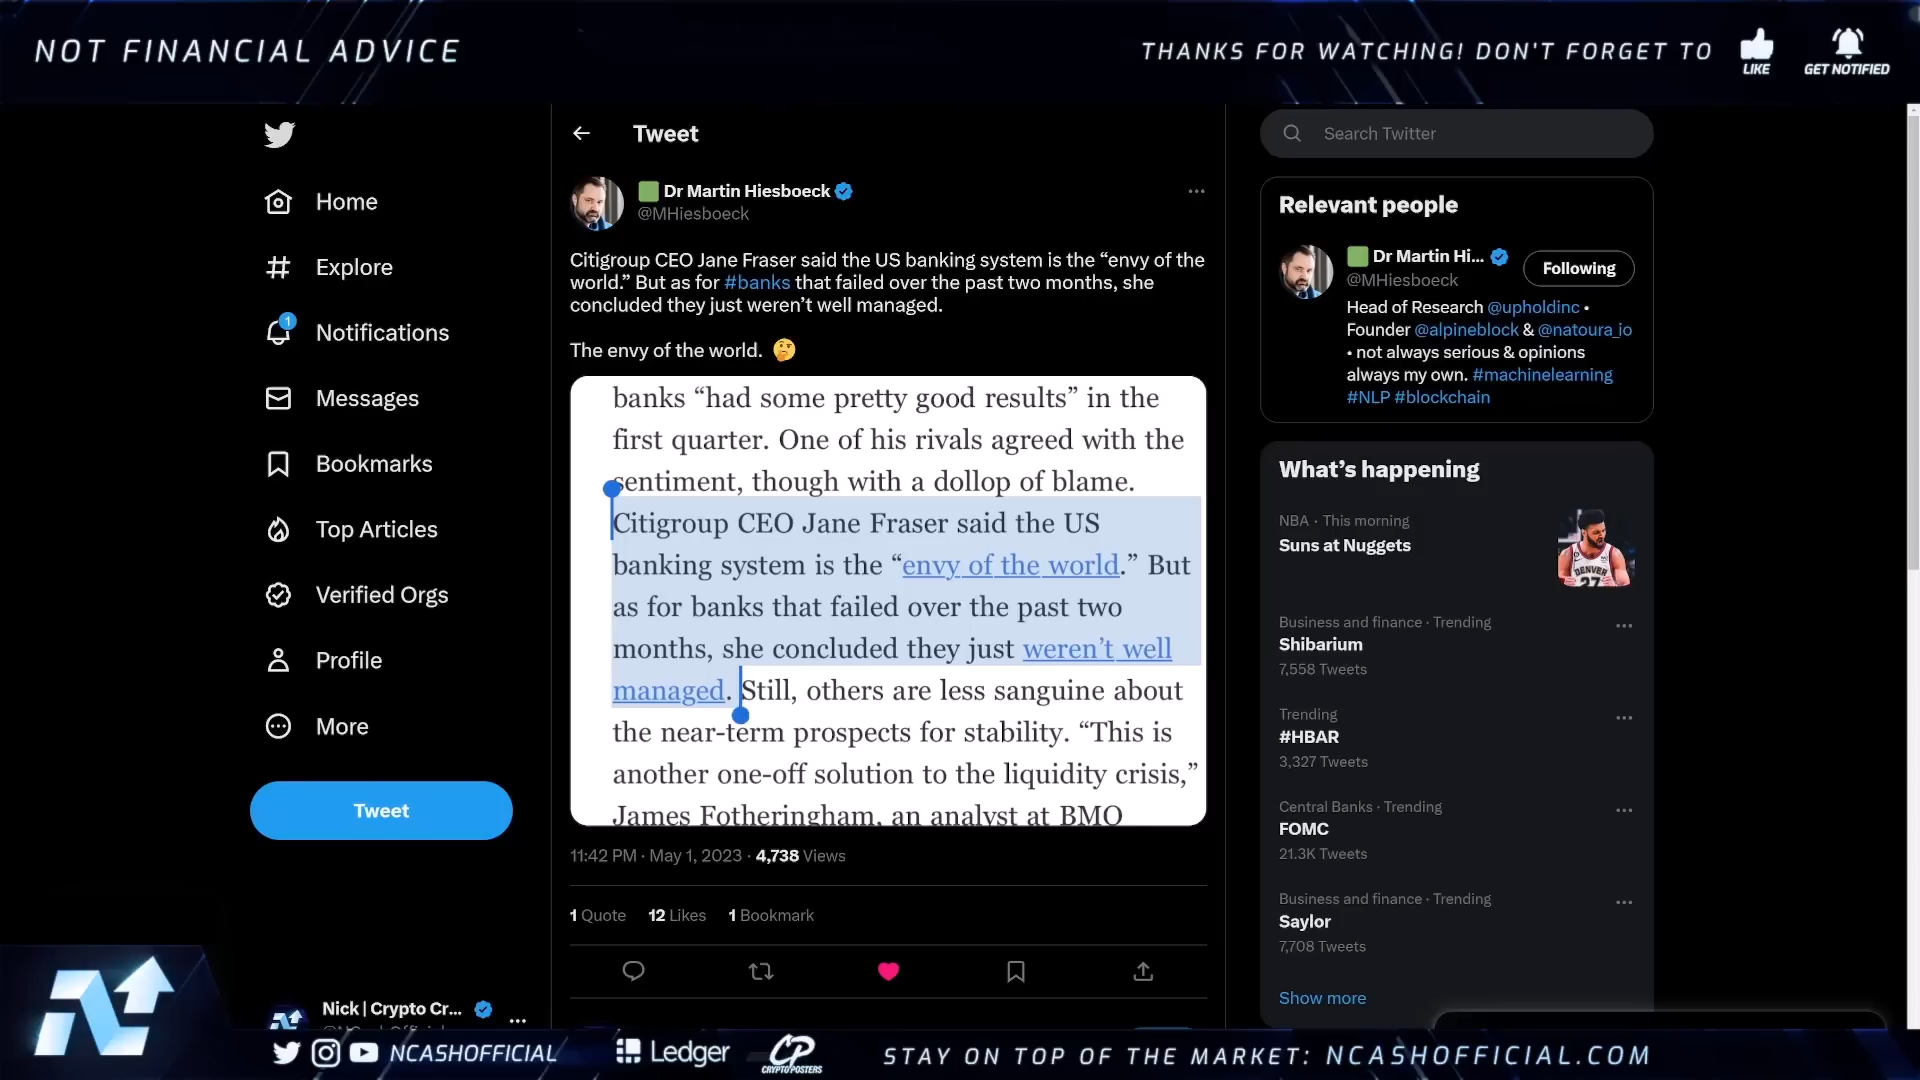 NOT FINANCIAL ADVICE
THANKS FOR WATCHING! DON'T FORGET TO
LIKE
GET NOTIFIED
Home
Explore
1
Notifications
Messages
Bookmarks
Top Articles
Verified Orgs
Profile
More
Tweet
Nick | Crypto Cr...
Tweet
Dr Martin Hiesboeck
@MHiesboeck
Citigroup CEO Jane Fraser said the US banking system is the “envy of the
world.” But as for #banks that failed over the past two months, she
concluded they just weren’t well managed.
The envy of the world. 🤔
banks “had some pretty good results” in the
first quarter. One of his rivals agreed with the
sentiment, though with a dollop of blame.
Citigroup CEO Jane Fraser said the US
banking system is the “envy of the world.” But
as for banks that failed over the past two
months, she concluded they just weren’t well
managed. Still, others are less sanguine about
the near-term prospects for stability. “This is
another one-off solution to the liquidity crisis,”
James Fotheringham, an analyst at BMO
11:42 PM · May 1, 2023 · 4,738 Views
1 Quote 12 Likes 1 Bookmark
Search Twitter
Relevant people
Dr Martin Hi...
@MHiesboeck
Following
Head of Research @upholdinc •
Founder @alpineblock & @natoura_io
• not always serious & opinions
always my own. #machinelearning
#NLP #blockchain
What’s happening
NBA · This morning
Suns at Nuggets
DENVER
27
Business and finance · Trending
Shibarium
7,558 Tweets
Trending
#HBAR
3,327 Tweets
Central Banks · Trending
FOMC
21.3K Tweets
Business and finance · Trending
Saylor
7,708 Tweets
Show more
NCASHOFFICIAL
Ledger
CP
CRYPTOPOSTERS
STAY ON TOP OF THE MARKET: NCASHOFFICIAL.COM